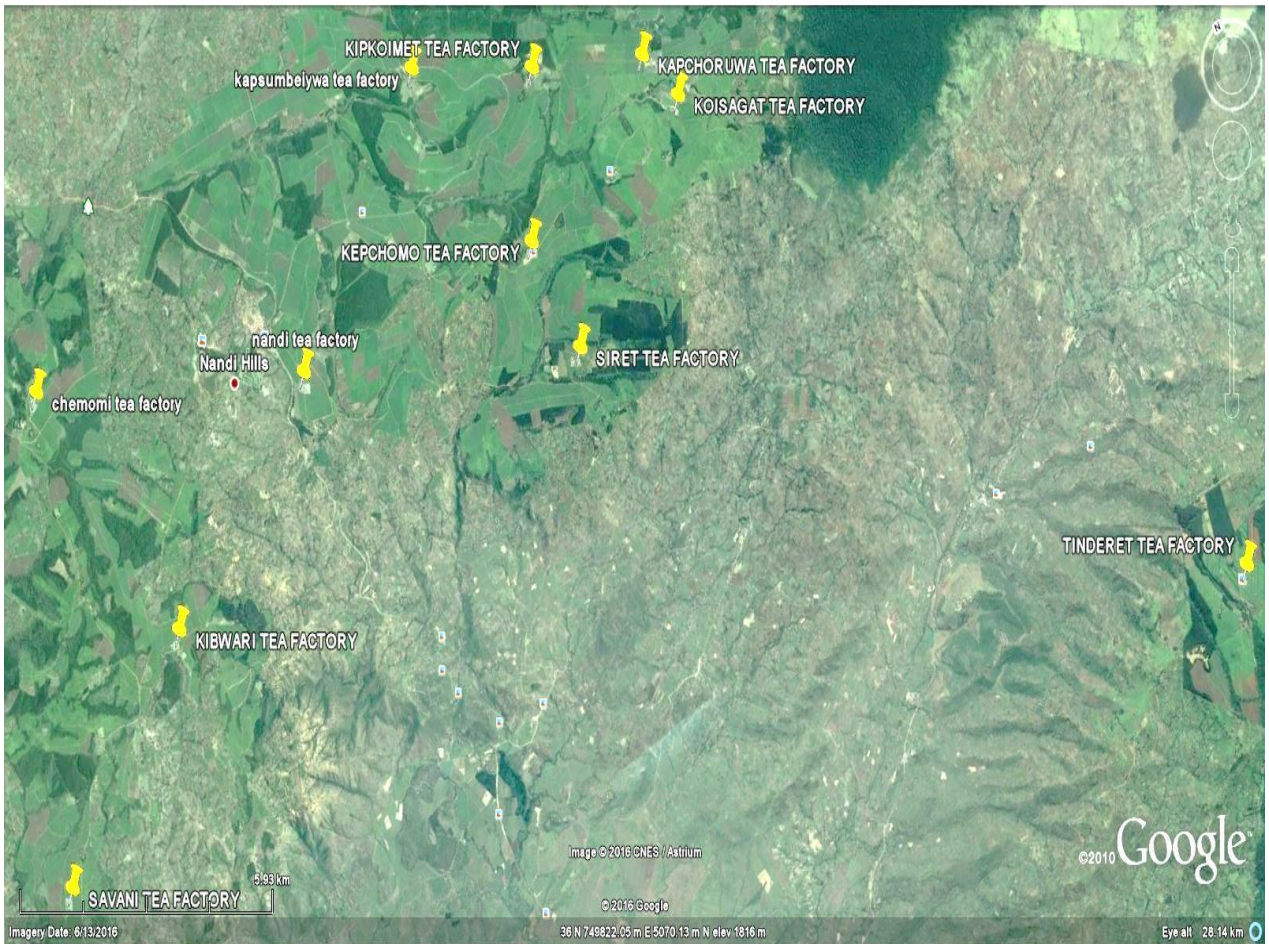 N
KIPKOIMET TEA FACTORY
KAPCHORUWA TEA FACTORY
kapsumbeiywa tea factory
KOISAGAT TEA FACTORY
KEPCHOMO TEA FACTORY
nandi tea factory
SIRET TEA FACTORY
Nandi Hills
chemomi tea factory
TINDERET TEA FACTORY
KIBWARI TEA FACTORY
Image © 2016 CNES / Astrium
©2010 Google™
5.93 km
SAVANI TEA FACTORY
© 2016 Google
Imagery Date: 6/13/2016
36 N 749822.05 m E 5070.13 m N elev 1816 m
Eye alt 28.14 km